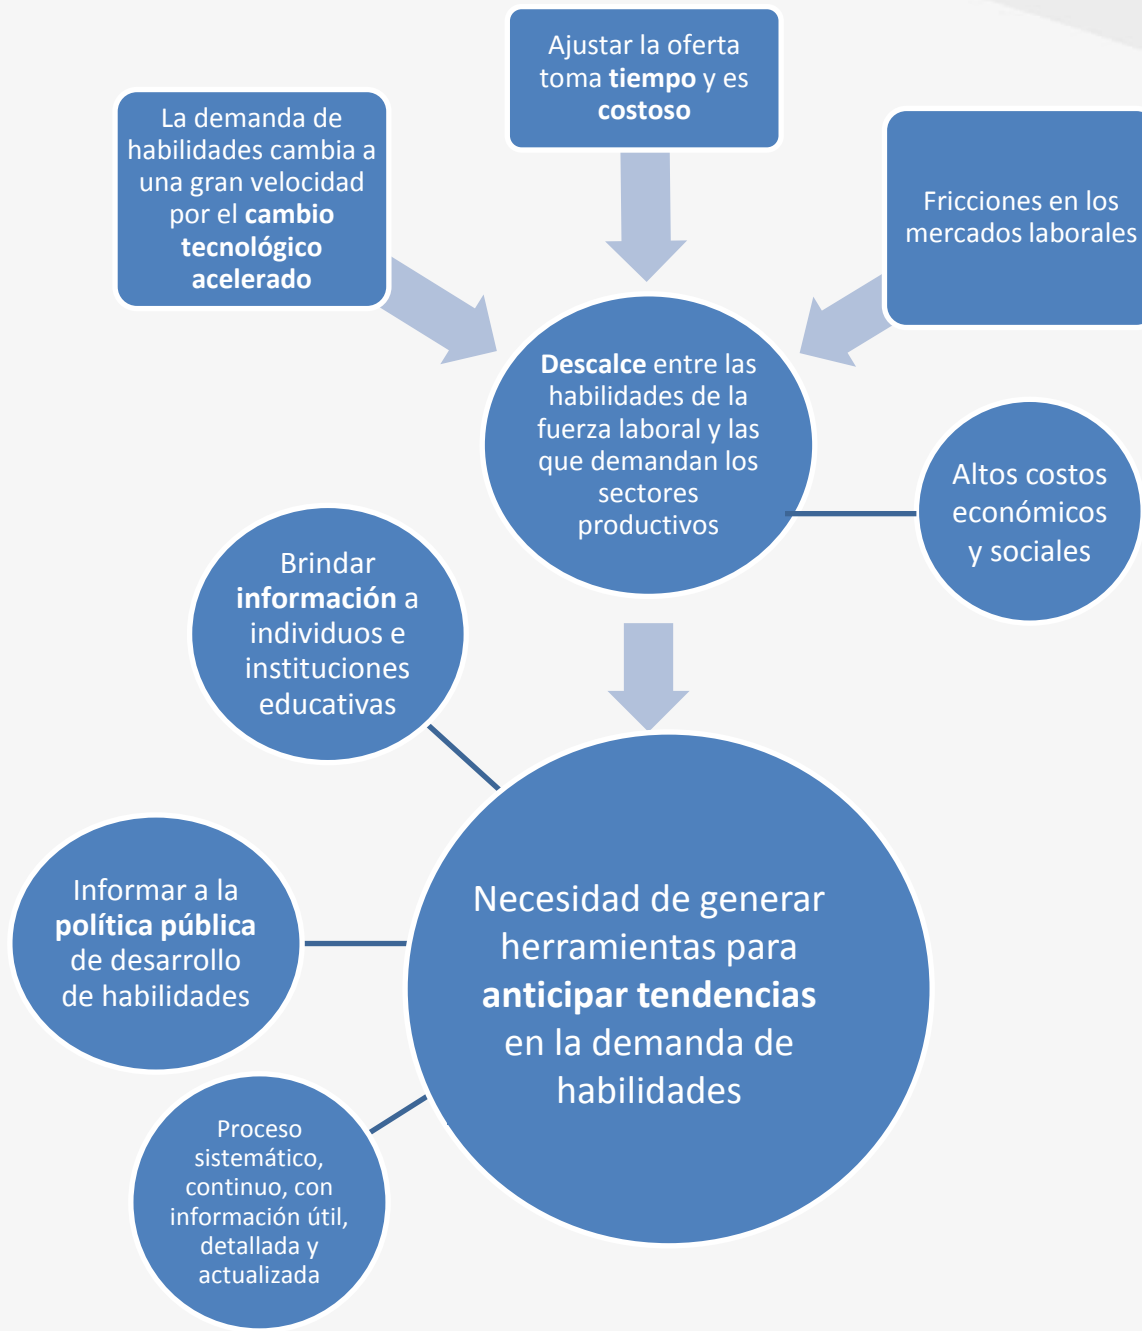 Ajustar la oferta
toma tiempo y es
costoso
La demanda de
habilidades cambia a
una gran velocidad
por el cambio
tecnológico
acelerado
Fricciones en los
mercados laborales
Descalce entre las
habilidades de la
fuerza laboral y las
que demandan los
sectores
productivos
Altos costos
económicos
y sociales
Brindar
información a
individuos e
instituciones
educativas
Informar a la
política pública
de desarrollo
de habilidades
Necesidad de generar
herramientas para
anticipar tendencias
en la demanda de
habilidades
Proceso
sistemático,
continuo, con
información útil,
detallada y
actualizada